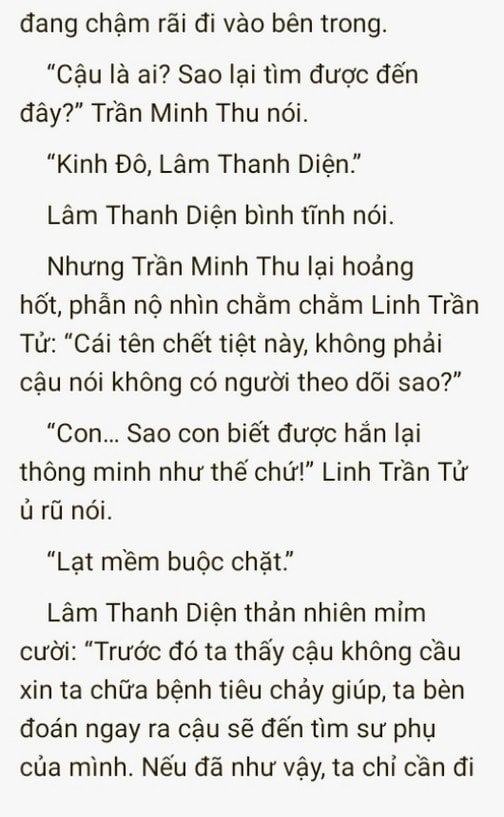 đang chậm rãi đi vào bên trong.
“Cậu là ai? Sao lại tìm được đến
đây?” Trần Minh Thu nói.
“Kinh Đô, Lâm Thanh Diện.”
Lâm Thanh Diện bình tĩnh nói.
Nhưng Trần Minh Thu lại hoảng
hốt, phẫn nộ nhìn chằm chằm Linh Trần
Tử: “Cái tên chết tiệt này, không phải
cậu nói không có người theo dõi sao?”
“Con... Sao con biết được hắn lại
thông minh như thế chứ!” Linh Trần Tử
ủ rũ nói.
“Lạt mềm buộc chặt.”
Lâm Thanh Diện thản nhiên mỉm
cười: “Trước đó ta thấy cậu không cầu
xin ta chữa bệnh tiêu chảy giúp, ta bèn
đoán ngay ra cậu sẽ đến tìm sư phụ
của mình. Nếu đã như vậy, ta chỉ cần đi